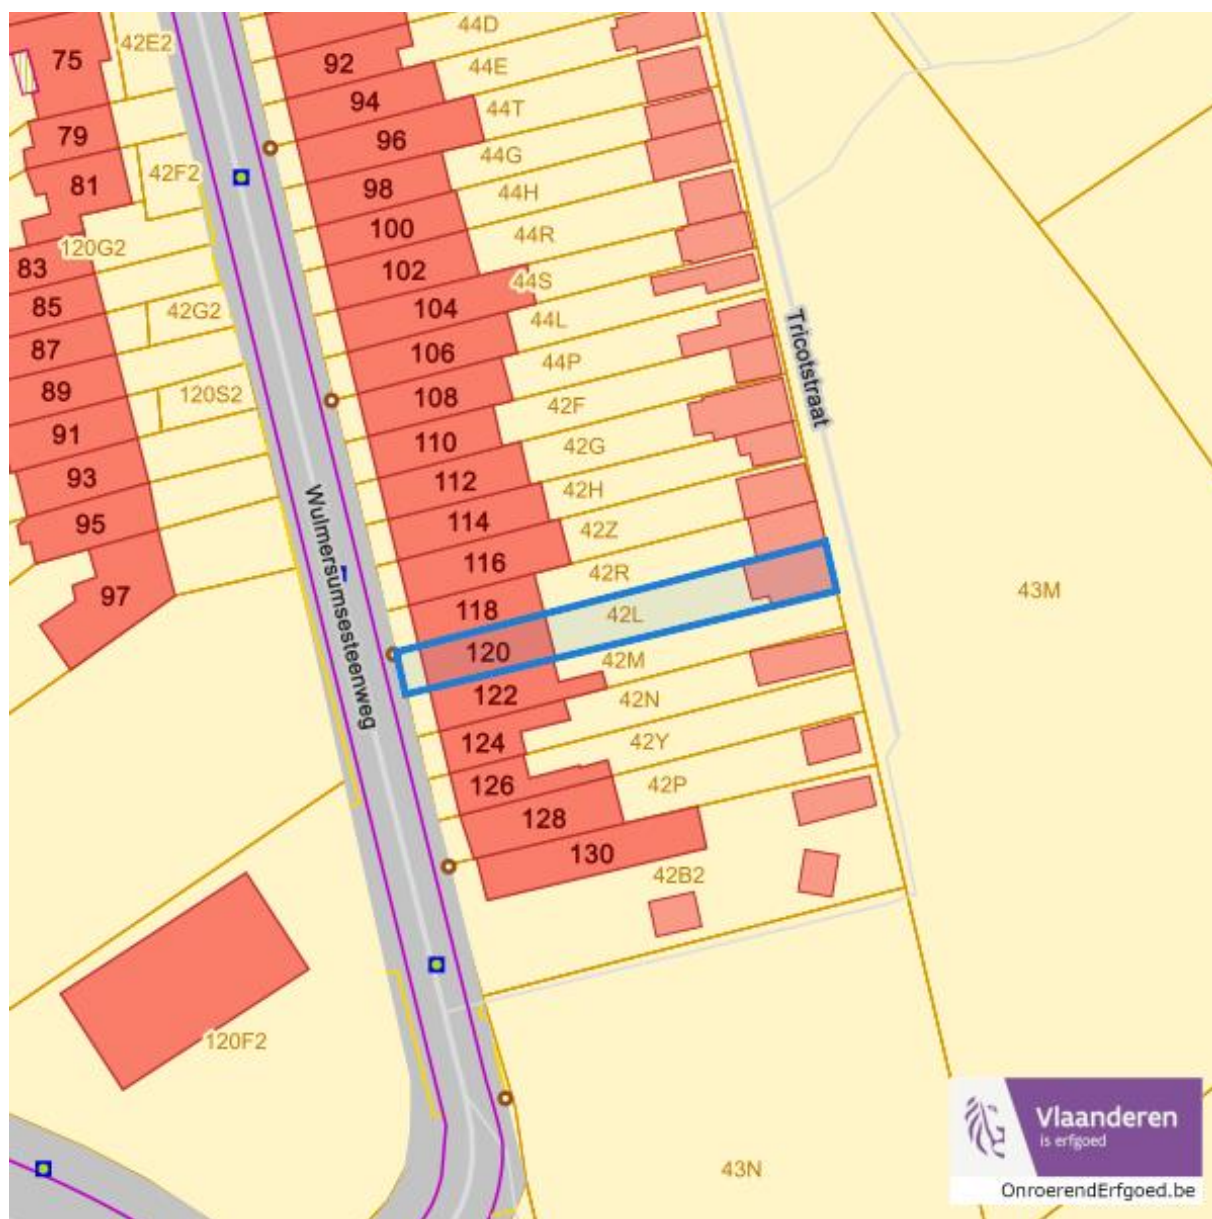 44D
42E2
75
92
44E
94
44T
79
96
44G
42F2
81
98
44H
100
44R
120G2
83
102
44S
85
42G2
104
44L
87
106
44P
89
120S2
108
42F
91
110
42G
93
112
42H
95
114
42Z
116
42R
97
118
42L
120
42M
122
42N
124
42Y
126
42P
128
130
42B2
Wulmersumsesteenweg
Tricotstraat
43M
120F2
43N
Vlaanderen
is erfgoed
OnroerendErfgoed.be